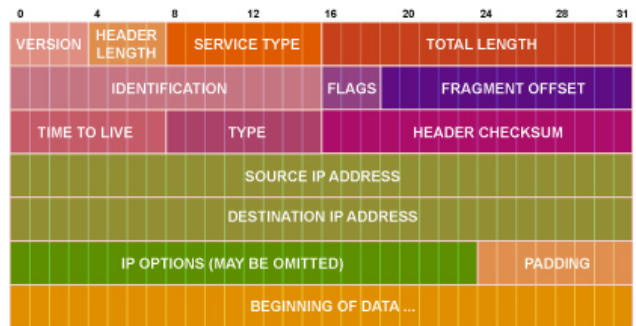 0 4 8 12 16 20 24 28 31
VERSION HEADER LENGTH SERVICE TYPE TOTAL LENGTH
IDENTIFICATION FLAGS FRAGMENT OFFSET
TIME TO LIVE TYPE HEADER CHECKSUM
SOURCE IP ADDRESS
DESTINATION IP ADDRESS
IP OPTIONS (MAY BE OMITTED) PADDING
BEGINNING OF DATA ...